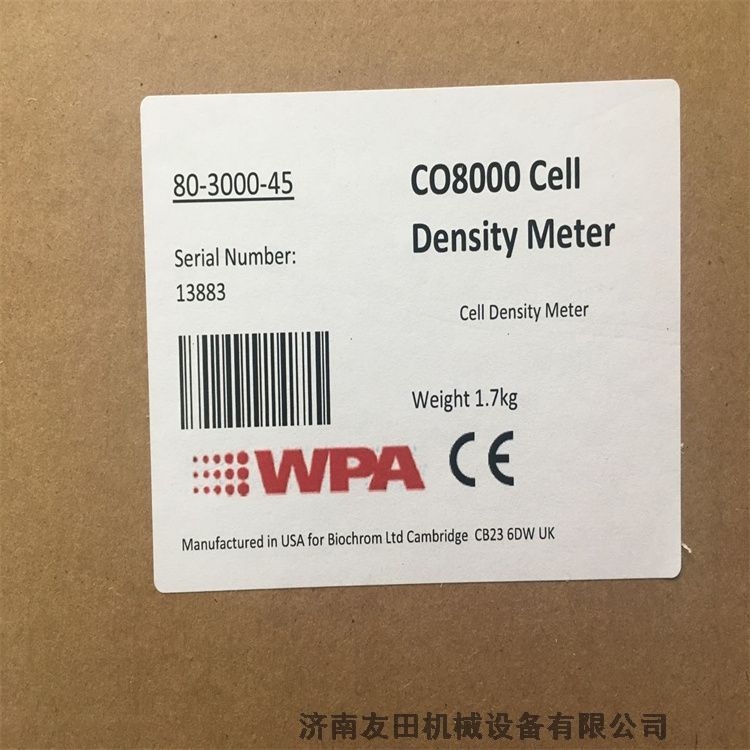 80-3000-45
CO8000 Cell
Density Meter
Serial Number:
13883
Cell Density Meter
Weight 1.7kg
WPA CE
Manufactured in USA for Biochrom Ltd Cambridge CB23 6DW UK
济南友田机械设备有限公司